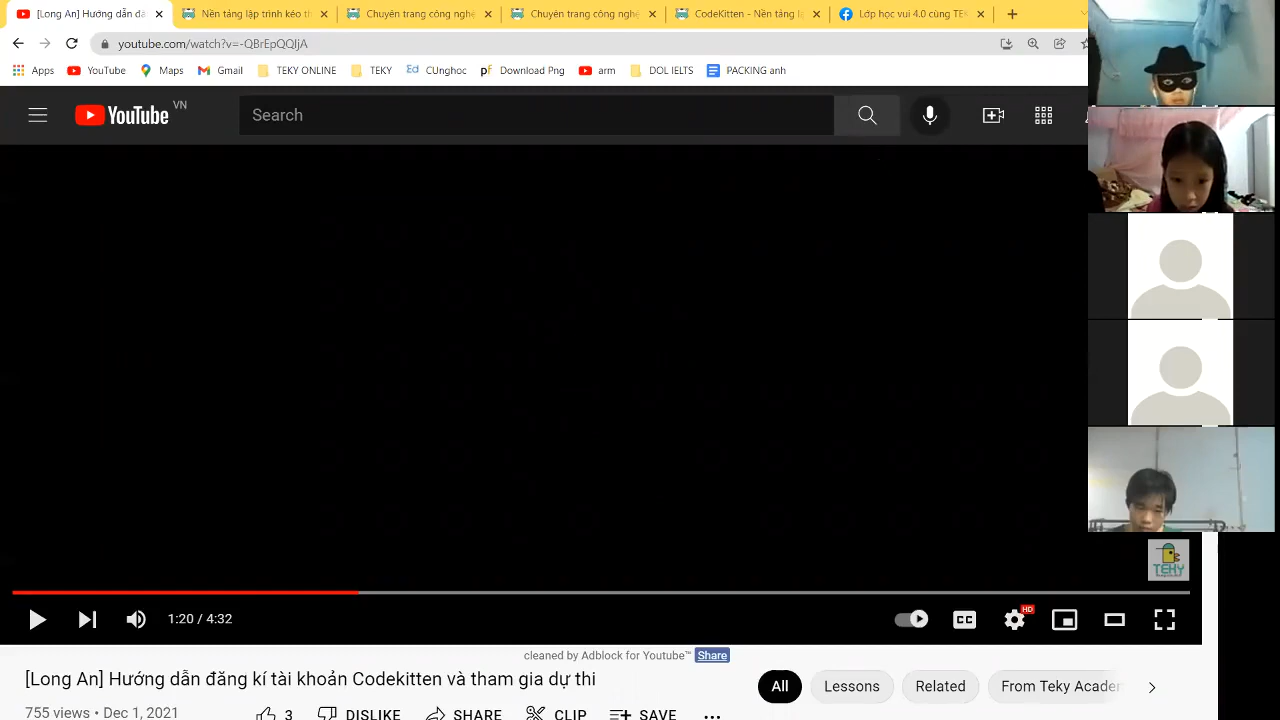 [Long An] Hướng dẫn đă
Nền tảng lập trình kéo th
Chuyên trang công nghệ
Chuyên trang công nghệ
CodeKitten - Nền tảng lậ
Lớp học vui 4.0 cùng TEK
youtube.com/watch?v=-QBrEpQQIjA
Apps YouTube Maps Gmail TEKY ONLINE TEKY Ed CUnghoc pf Download Png arm DOL IELTS PACKING anh
YouTube VN
Search
TEKY
1:20 / 4:32
CC
HD
cleaned by Adblock for Youtube™ Share
[Long An] Hướng dẫn đăng kí tài khoản Codekitten và tham gia dự thi
All Lessons Related From Teky Acader
755 views • Dec 1, 2021
3 DISLIKE SHARE CLIP SAVE